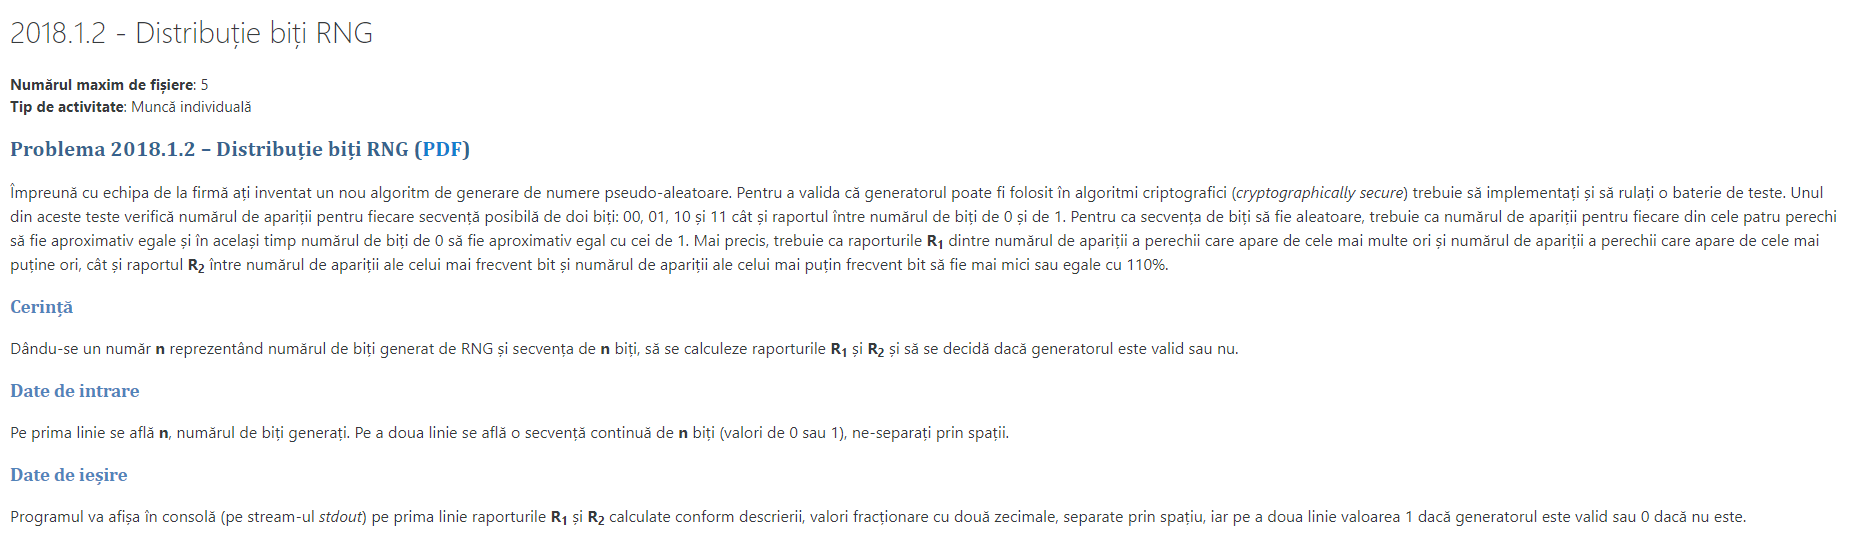 2018.1.2 - Distribuție biți RNG
Numărul maxim de fișiere: 5
Tip de activitate: Muncă individuală
Problema 2018.1.2 – Distribuție biți RNG (PDF)
Împreună cu echipa de la firmă ați inventat un nou algoritm de generare de numere pseudo-aleatoare. Pentru a valida că generatorul poate fi folosit în algoritmi criptografici (cryptographically secure) trebuie să implementați și să rulați o baterie de teste. Unul
din aceste teste verifică numărul de apariții pentru fiecare secvență posibilă de doi biți: 00, 01, 10 și 11 cât și raportul între numărul de biți de 0 și de 1. Pentru ca secvența de biți să fie aleatoare, trebuie ca numărul de apariții pentru fiecare din cele patru perechi
să fie aproximativ egale și în același timp numărul de biți de 0 să fie aproximativ egal cu cei de 1. Mai precis, trebuie ca raporturile R1 dintre numărul de apariții a perechii care apare de cele mai multe ori și numărul de apariții a perechii care apare de cele mai
puține ori, cât și raportul R2 între numărul de apariții ale celui mai frecvent bit și numărul de apariții ale celui mai puțin frecvent bit să fie mai mici sau egale cu 110%.
Cerință
Dându-se un număr n reprezentând numărul de biți generat de RNG și secvența de n biți, să se calculeze raporturile R1 și R2 și să se decidă dacă generatorul este valid sau nu.
Date de intrare
Pe prima linie se află n, numărul de biți generați. Pe a doua linie se află o secvență continuă de n biți (valori de 0 sau 1), ne-separați prin spații.
Date de ieșire
Programul va afișa în consolă (pe stream-ul stdout) pe prima linie raporturile R1 și R2 calculate conform descrierii, valori fracționare cu două zecimale, separate prin spațiu, iar pe a doua linie valoarea 1 dacă generatorul este valid sau 0 dacă nu este.